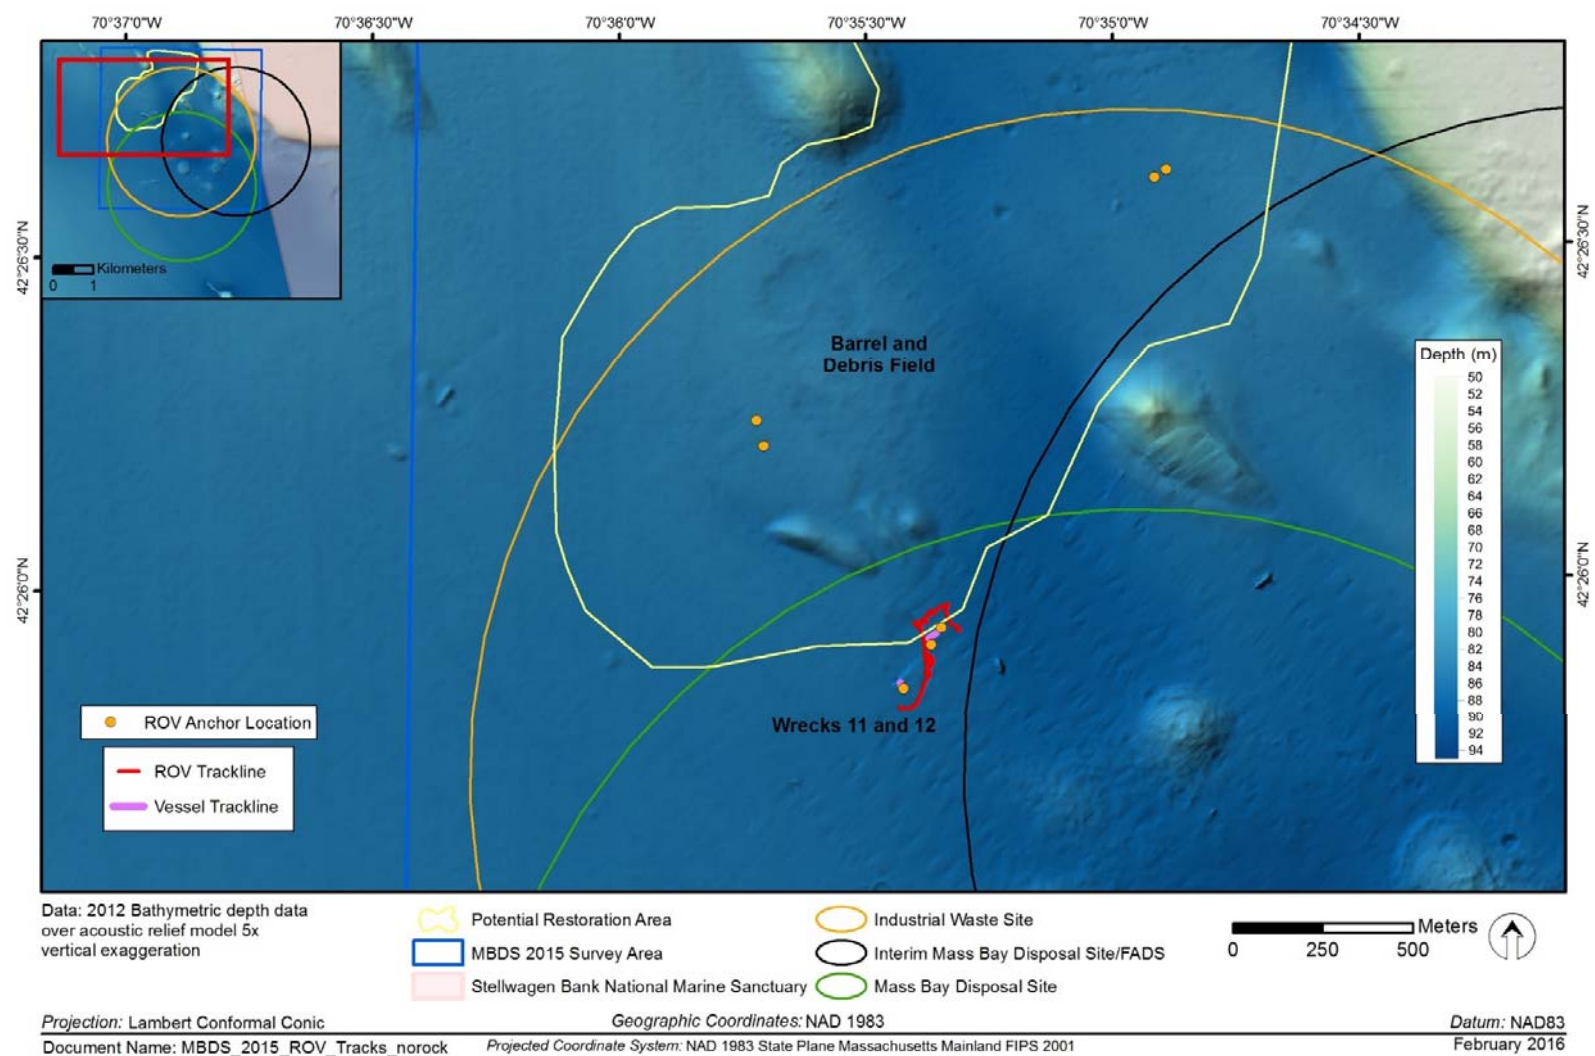 70°37'0"W
70°36'30"W
70°36'0"W
70°35'30"W
70°35'0"W
70°34'30"W
42°26'30"N
42°26'30"N
Kilometers
0 1
Barrel and
Debris Field
Depth (m)
50
52
54
56
58
60
62
64
66
68
70
72
74
76
78
80
82
84
86
88
90
92
94
42°26'0"N
42°26'0"N
Wrecks 11 and 12
ROV Anchor Location
ROV Trackline
Vessel Trackline
Data: 2012 Bathymetric depth data
over acoustic relief model 5x
vertical exaggeration
Potential Restoration Area
MBDS 2015 Survey Area
Stellwagen Bank National Marine Sanctuary
Industrial Waste Site
Interim Mass Bay Disposal Site/FADS
Mass Bay Disposal Site
Meters
0 250 500
Projection: Lambert Conformal Conic
Geographic Coordinates: NAD 1983
Datum: NAD83
Document Name: MBDS_2015_ROV_Tracks_norock
Projected Coordinate System: NAD 1983 State Plane Massachusetts Mainland FIPS 2001
February 2016